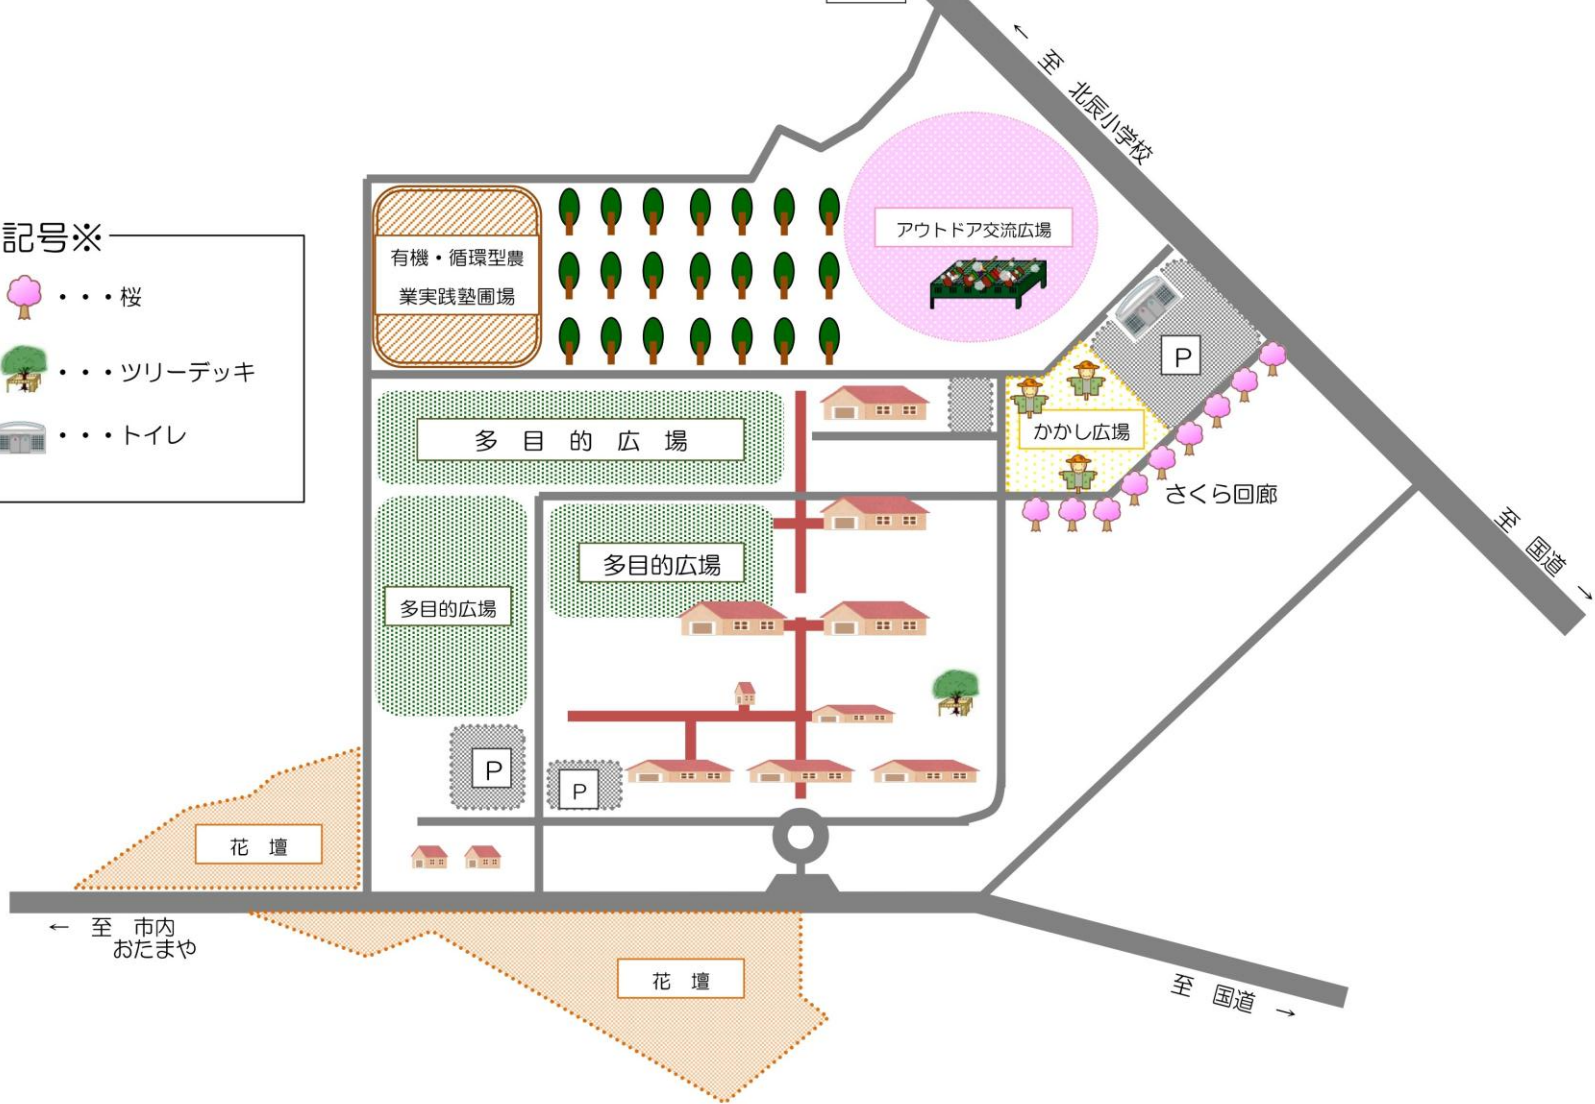 ← 至 北辰小学校
記号※
・・・桜
・・・ツリーデッキ
・・・トイレ
アウトドア交流広場
有機・循環型農
業実践塾圃場
P
かかし広場
多目的広場
さくら回廊
至 国道 →
多目的広場
多目的広場
P
P
花 壇
← 至 市内
おたまや
花 壇
至 国道 →